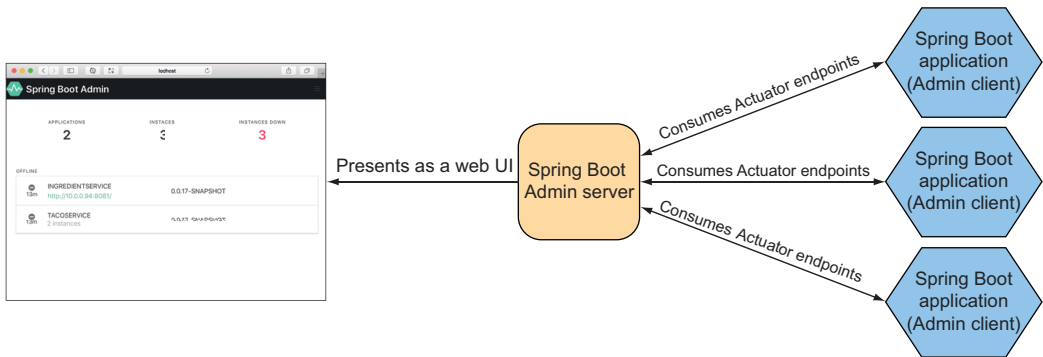 lodhost
Spring Boot Admin
APPLICATIONS
INSTACES
INSTANCES DOWN
2
3
OFFLINE
INGREDIENTSERVICE
13m
http://10.0.0.94:8081/
0.0.17-SNAPSHOT
TACOSERVICE
13m
2 instances
Presents as a web UI
Spring Boot
Admin server
Consumes Actuator endpoints
Consumes Actuator endpoints
Consumes Actuator endpoints
Spring Boot
application
(Admin client)
Spring Boot
application
(Admin client)
Spring Boot
application
(Admin client)